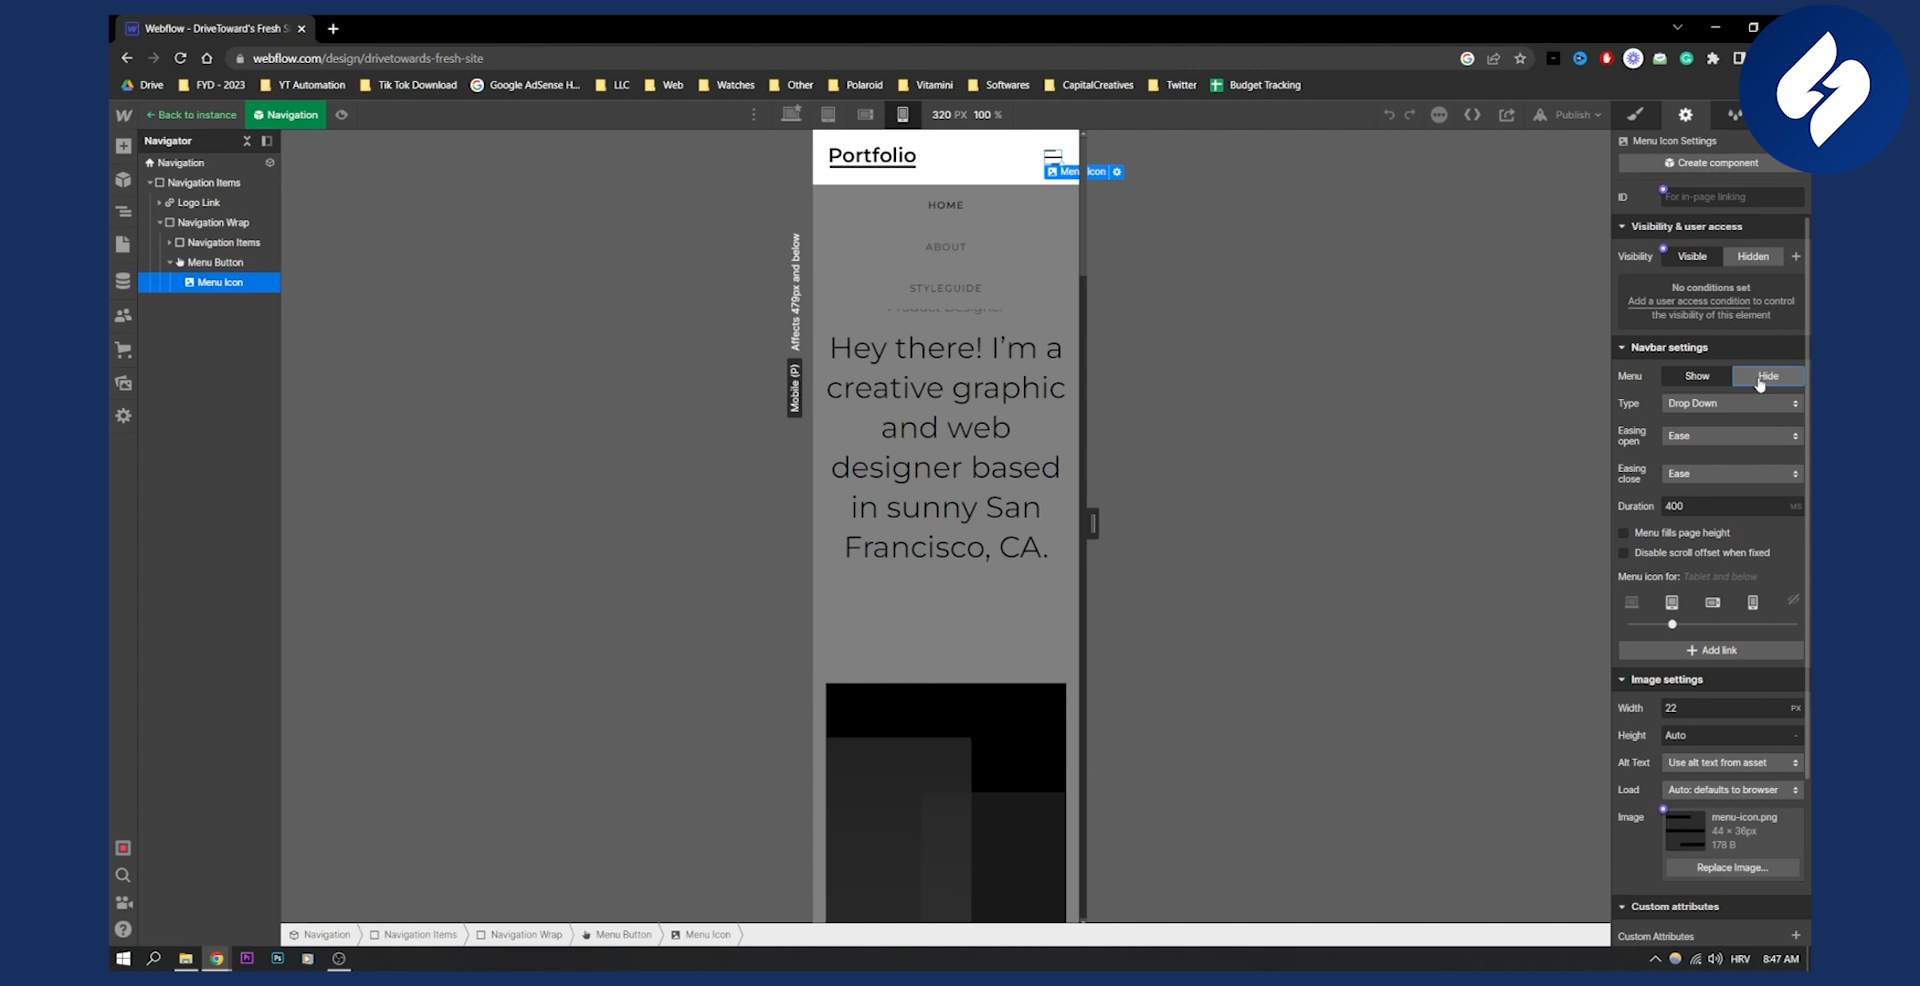 Webflow - DriveToward's Fresh S
webflow.com/design/drivetowards-fresh-site
Drive
FYD - 2023
YT Automation
Tik Tok Download
Google AdSense H...
LLC
Web
Watches
Other
Polaroid
Vitamini
Softwares
CapitalCreatives
Twitter
Budget Tracking
Back to instance
Navigation
320 PX 100 %
Publish
Navigator
Navigation
Navigation Items
Logo Link
Navigation Wrap
Navigation Items
Menu Button
Menu Icon
Portfolio
Menu Icon
HOME
ABOUT
STYLEGUIDE
Product Designer
Hey there! I'm a
creative graphic
and web
designer based
in sunny San
Francisco, CA.
Affects 479px and below
Mobile (P)
Menu Icon Settings
Create component
ID
For in-page linking
Visibility & user access
Visibility
Visible
Hidden
No conditions set
Add a user access condition to control
the visibility of this element
Navbar settings
Menu
Show
Hide
Type
Drop Down
Easing
open
Ease
Easing
close
Ease
Duration
400
MS
Menu fills page height
Disable scroll offset when fixed
Menu icon for: Tablet and below
Add link
Image settings
Width
22
PX
Height
Auto
Alt Text
Use alt text from asset
Load
Auto: defaults to browser
Image
menu-icon.png
44 × 36px
178 B
Replace Image...
Custom attributes
Custom Attributes
Navigation
Navigation Items
Navigation Wrap
Menu Button
Menu Icon
HRV
8:47 AM